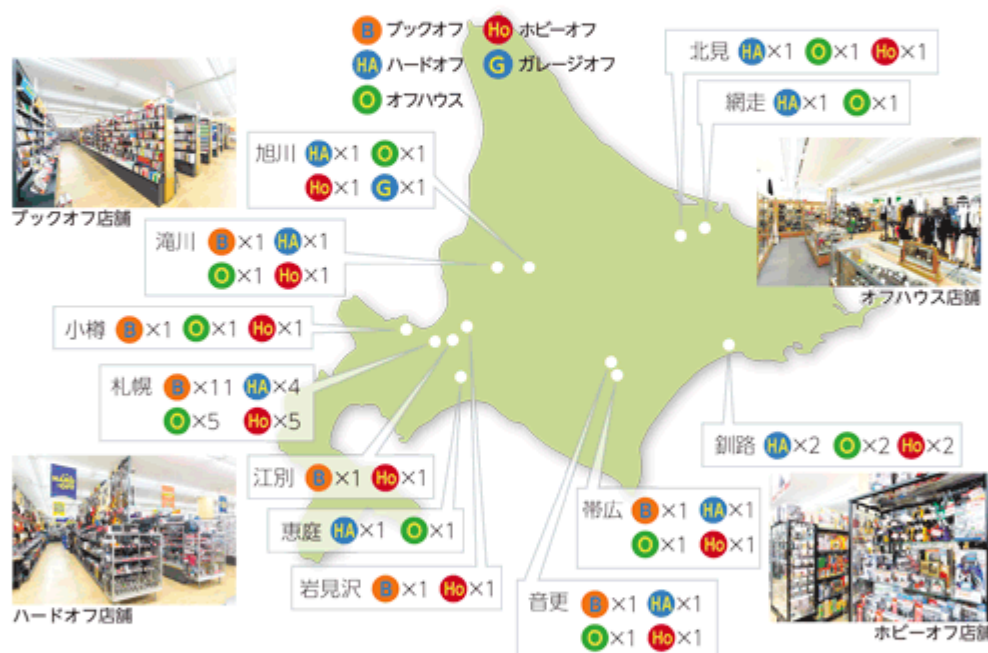 B ブックオフ Ho ホビーオフ
HA ハードオフ G ガレージオフ
O オフハウス
北見 HA×1 O×1 Ho×1
網走 HA×1 O×1
旭川 HA×1 O×1
Ho×1 G×1
ブックオフ店舗
滝川 B×1 HA×1
O×1 Ho×1
オフハウス店舗
小樽 B×1 O×1 Ho×1
札幌 B×11 HA×4
O×5 Ho×5
釧路 HA×2 O×2 Ho×2
江別 B×1 Ho×1
帯広 B×1 HA×1
O×1 Ho×1
恵庭 HA×1 O×1
岩見沢 B×1 Ho×1
音更 B×1 HA×1
O×1 Ho×1
ハードオフ店舗
ホビーオフ店舗